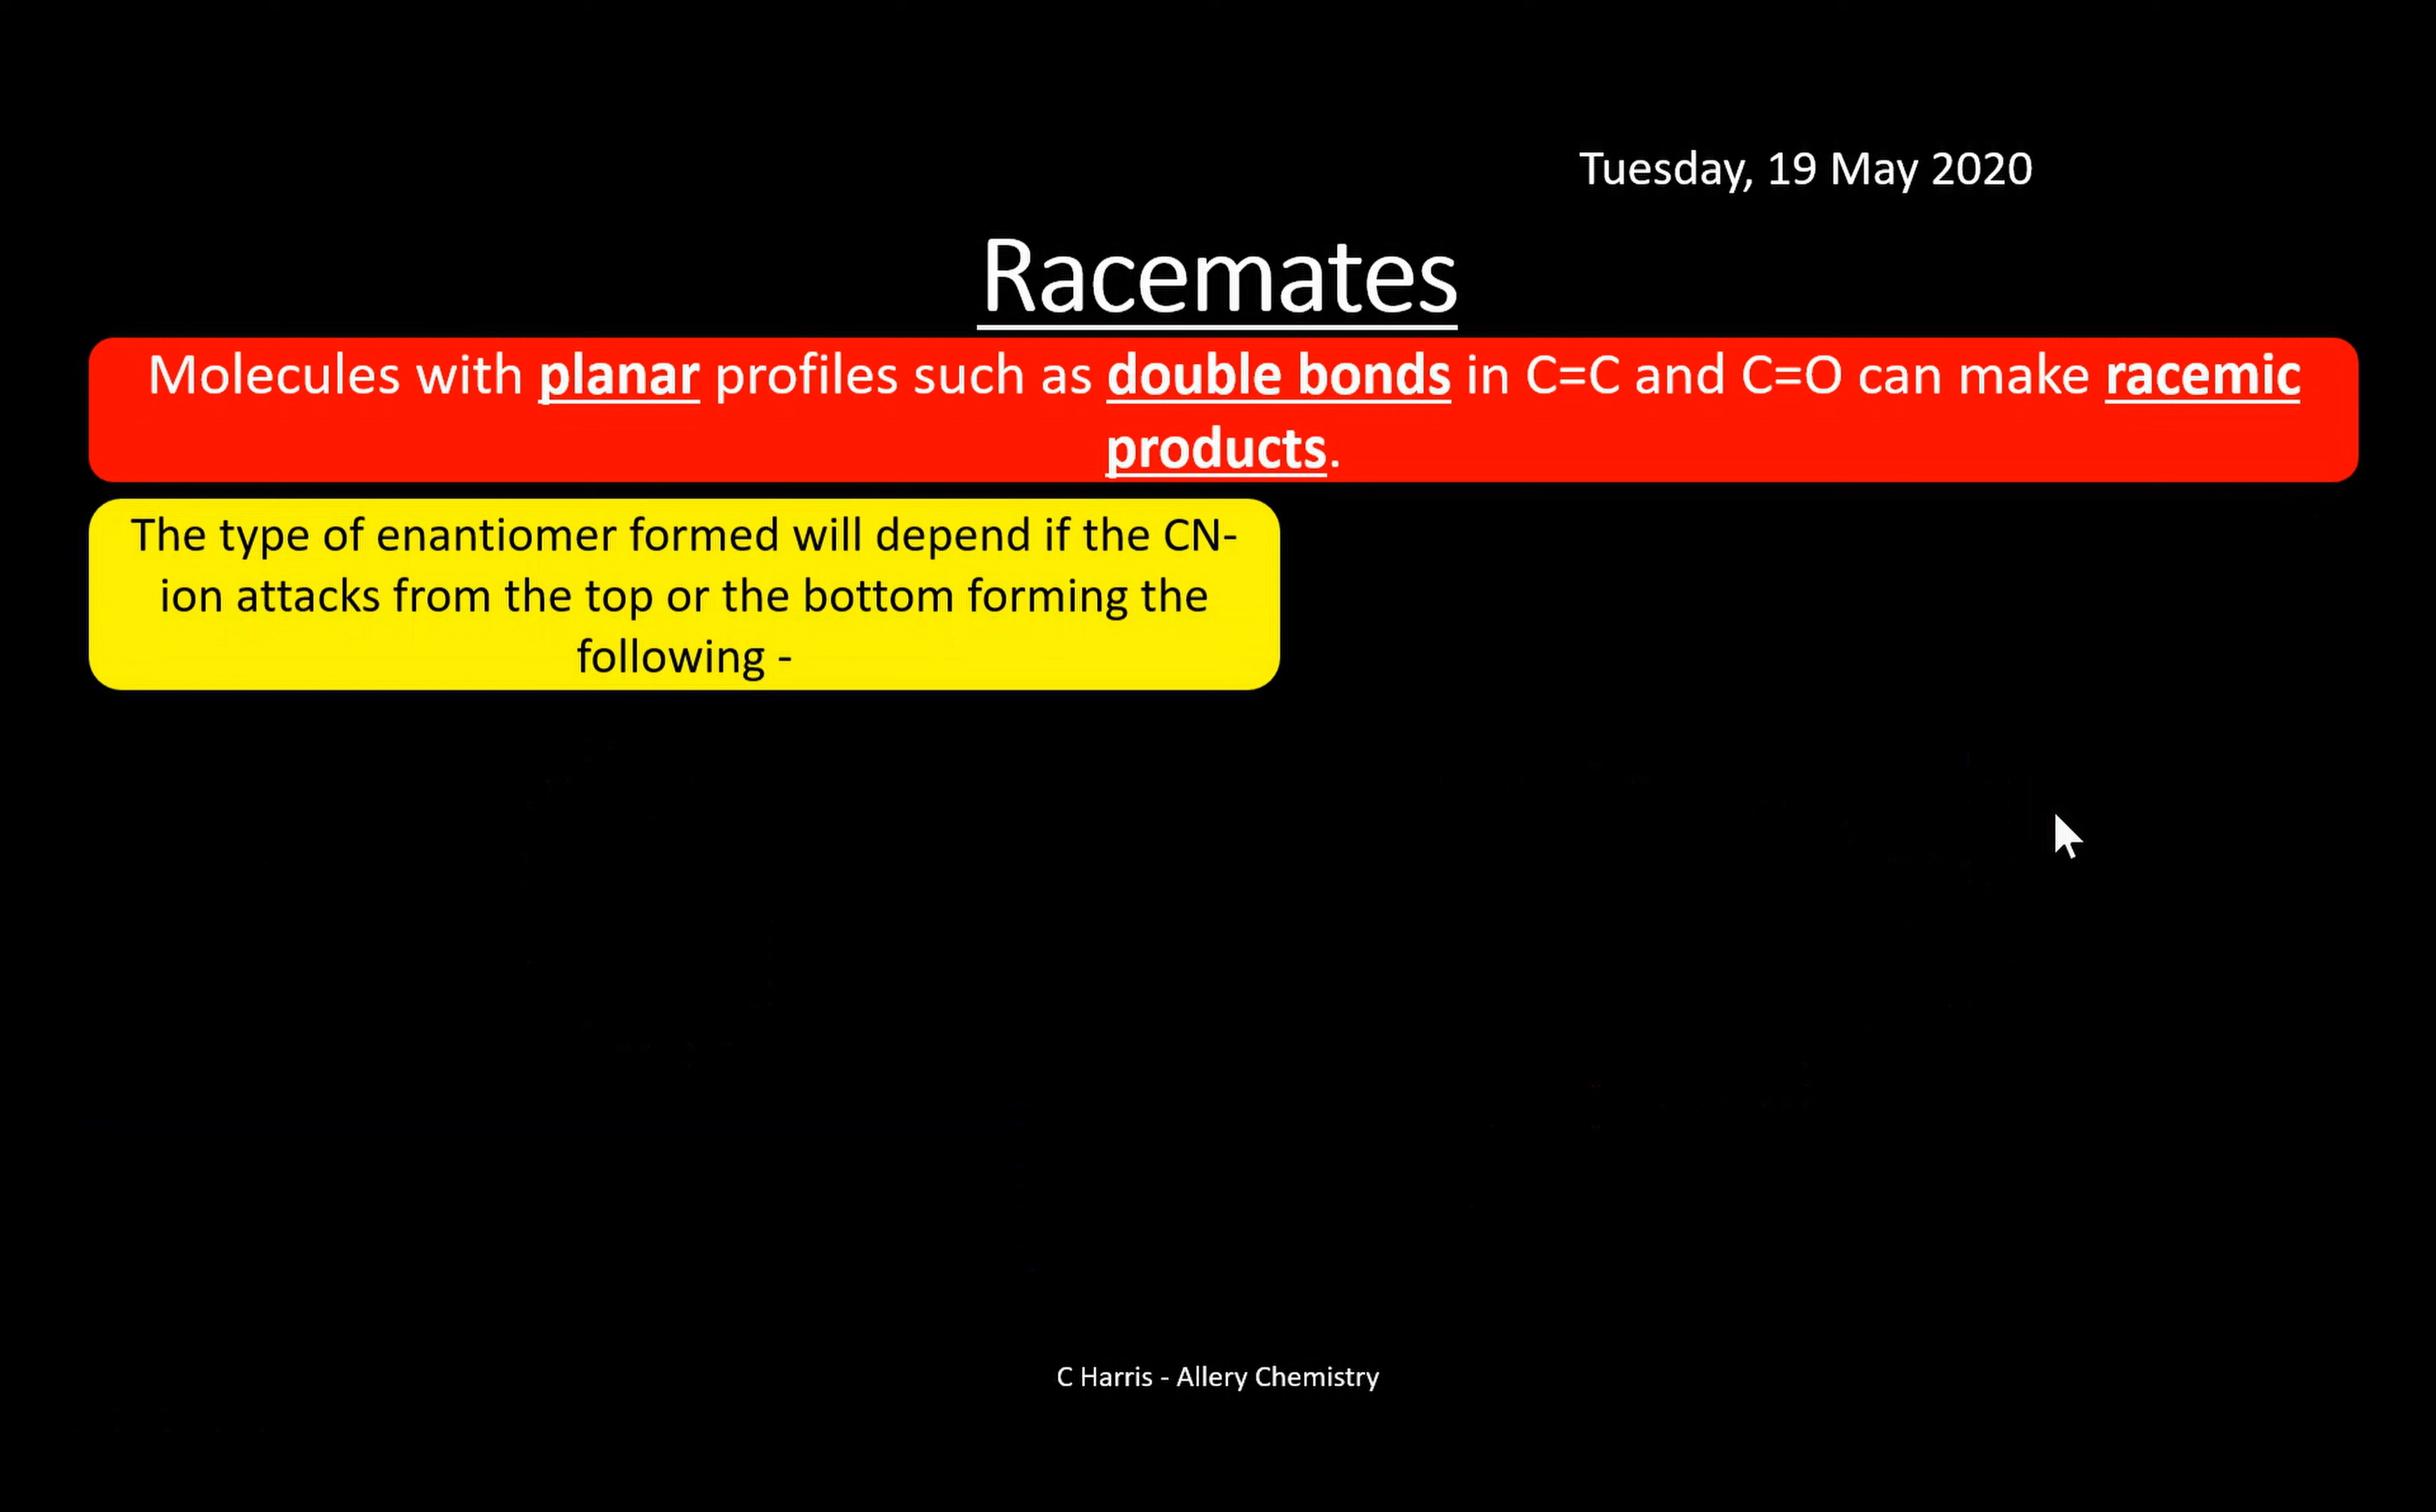 Tuesday, 19 May 2020
Racemates
Molecules with planar profiles such as double bonds in C=C and C=O can make racemic
products.
The type of enantiomer formed will depend if the CN-
ion attacks from the top or the bottom forming the
following -
C Harris - Allery Chemistry